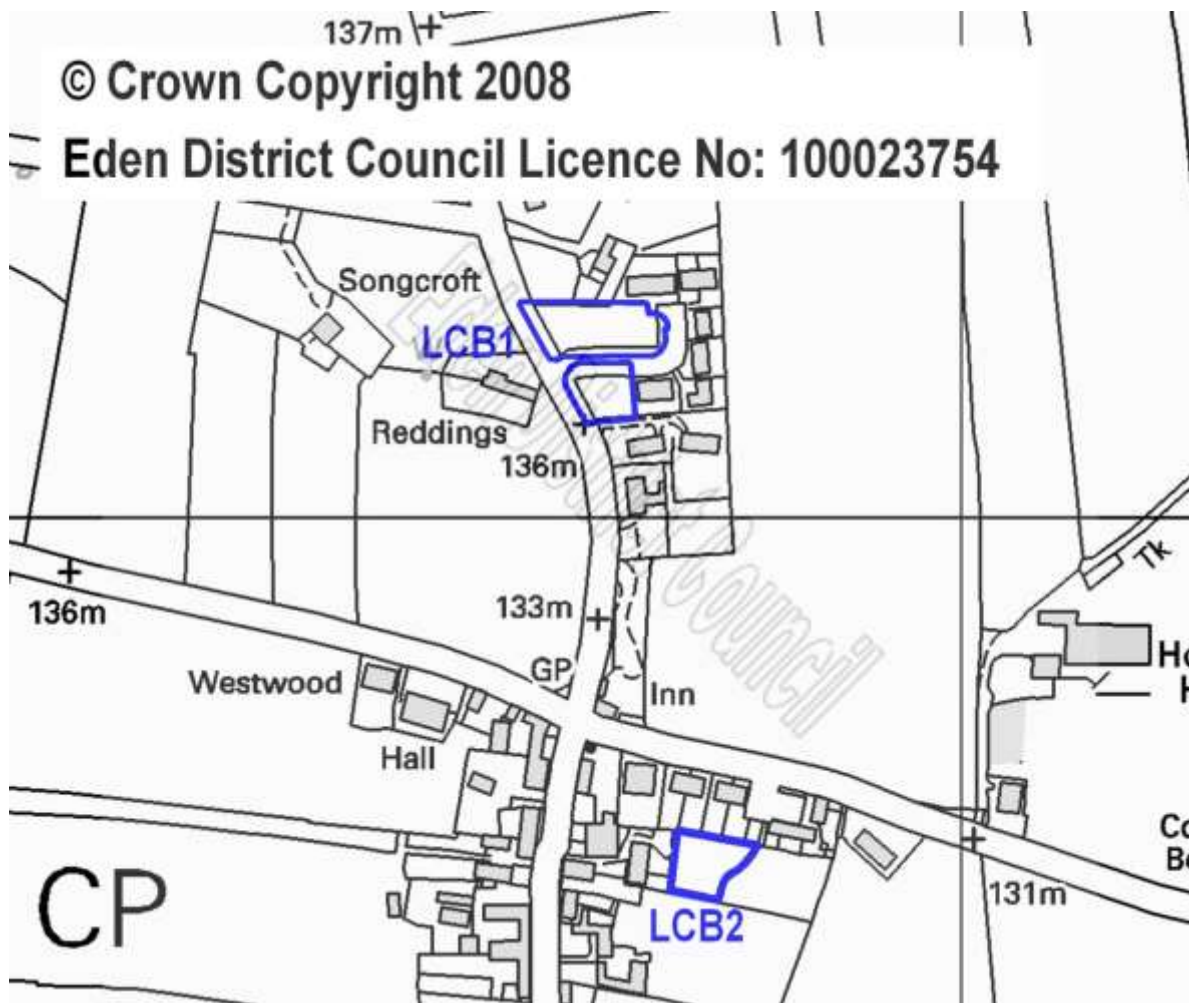 137m
© Crown Copyright 2008
Eden District Council Licence No: 100023754
Songcroft
LCB1
Reddings
136m
Tk
136m
133m
GP
Westwood
Inn
Hall
CP
131m
LCB2
Council